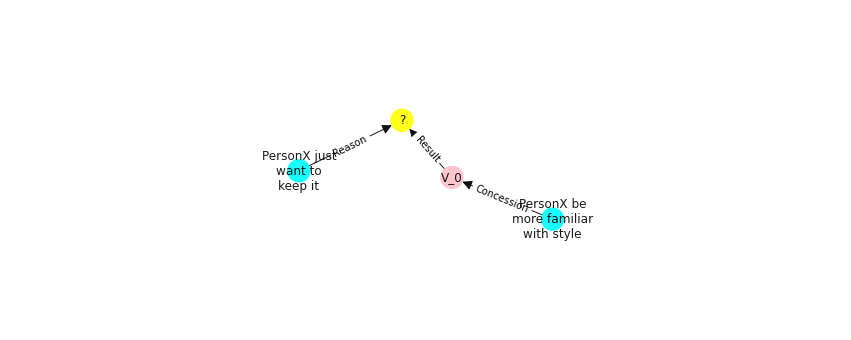 ?
Reason
Result
PersonX just
want to
keep it
V_0
Concession
PersonX be
more familiar
with style